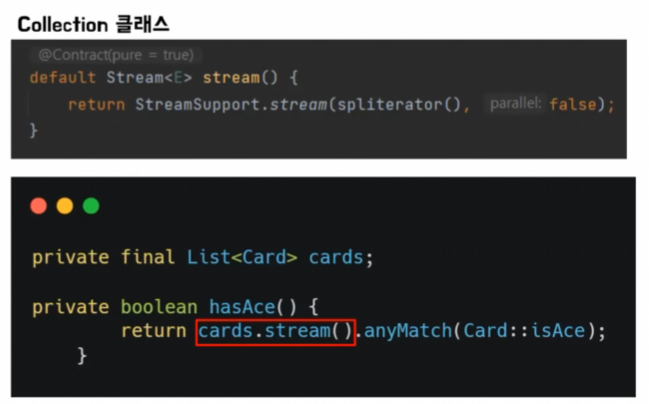 Collection 클래스
@Contract(pure = true)
default Stream<E> stream() {
return StreamSupport.stream(spliterator(), parallel: false);
}
private final List<Card> cards;
private boolean hasAce() {
return cards.stream().anyMatch(Card::isAce);
}